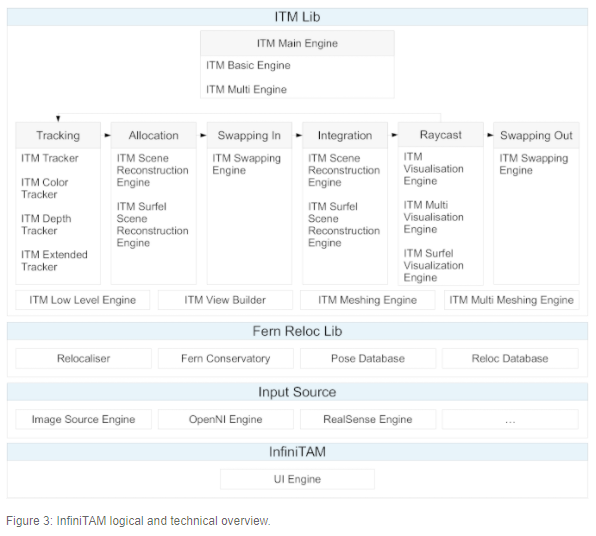 ITM Lib
ITM Main Engine
ITM Basic Engine
ITM Multi Engine
Tracking
ITM Tracker
ITM Color
Tracker
ITM Depth
Tracker
ITM Extended
Tracker
Allocation
ITM Scene
Reconstruction
Engine
ITM Surfel
Scene
Reconstruction
Engine
Swapping In
ITM Swapping
Engine
Integration
ITM Scene
Reconstruction
Engine
ITM Surfel
Scene
Reconstruction
Engine
Raycast
ITM
Visualisation
Engine
ITM Multi
Visualisation
Engine
ITM Surfel
Visualization
Engine
Swapping Out
ITM Swapping
Engine
ITM Low Level Engine
ITM View Builder
ITM Meshing Engine
ITM Multi Meshing Engine
Fern Reloc Lib
Relocaliser
Fern Conservatory
Pose Database
Reloc Database
Input Source
Image Source Engine
OpenNI Engine
RealSense Engine
...
InfiniTAM
UI Engine
Figure 3: InfiniTAM logical and technical overview.